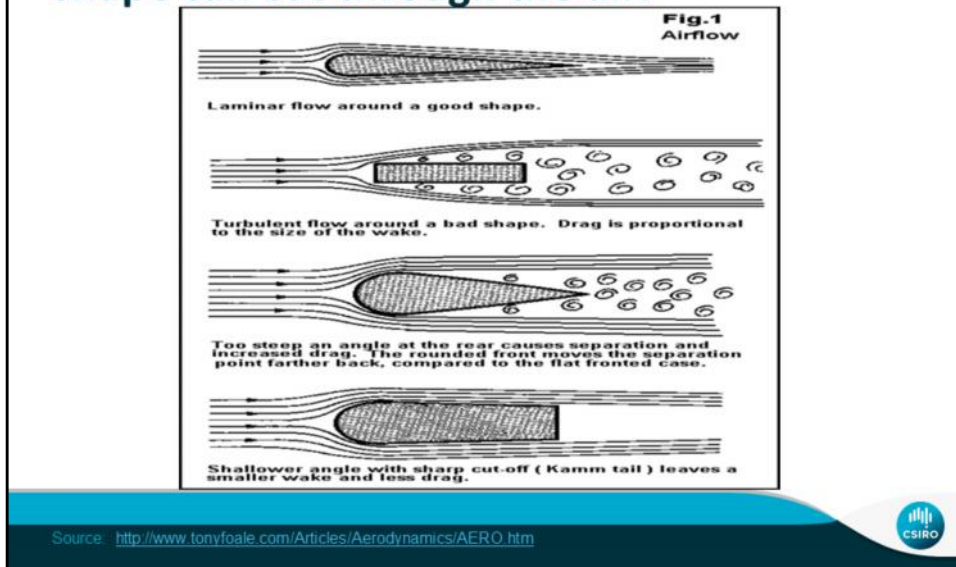 Fig.1
Airflow
Laminar flow around a good shape.
Turbulent flow around a bad shape. Drag is proportional
to the size of the wake.
Too steep an angle at the rear causes separation and
increased drag. The rounded front moves the separation
point farther back, compared to the flat fronted case.
Shallower angle with sharp cut-off ( Kamm tail ) leaves a
smaller wake and less drag.
Source: http://www.tonyfoale.com/Articles/Aerodynamics/AERO.htm
CSIRO